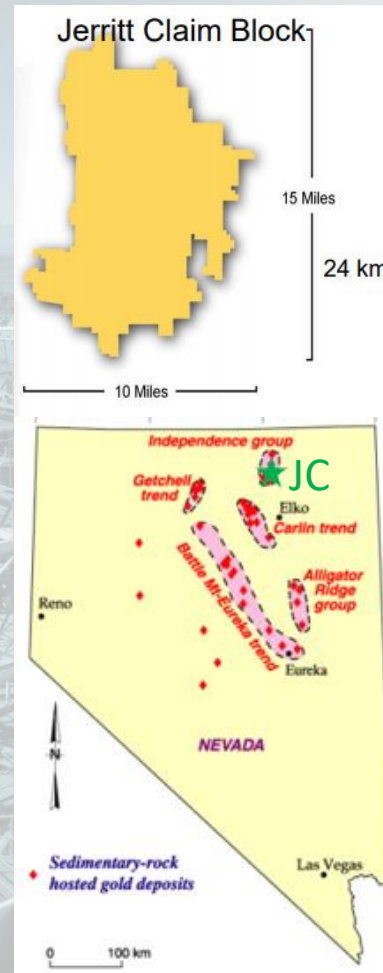 Jerritt Claim Block
15 Miles
24 km
10 Miles
Independence group
JC
Getchell
trend
Elko
Carlin trend
Battle Mt-Eureka trend
Alligator
Ridge
group
Reno
Eureka
N
NEVADA
Sedimentary-rock
hosted gold deposits
Las Vegas
0 100 km